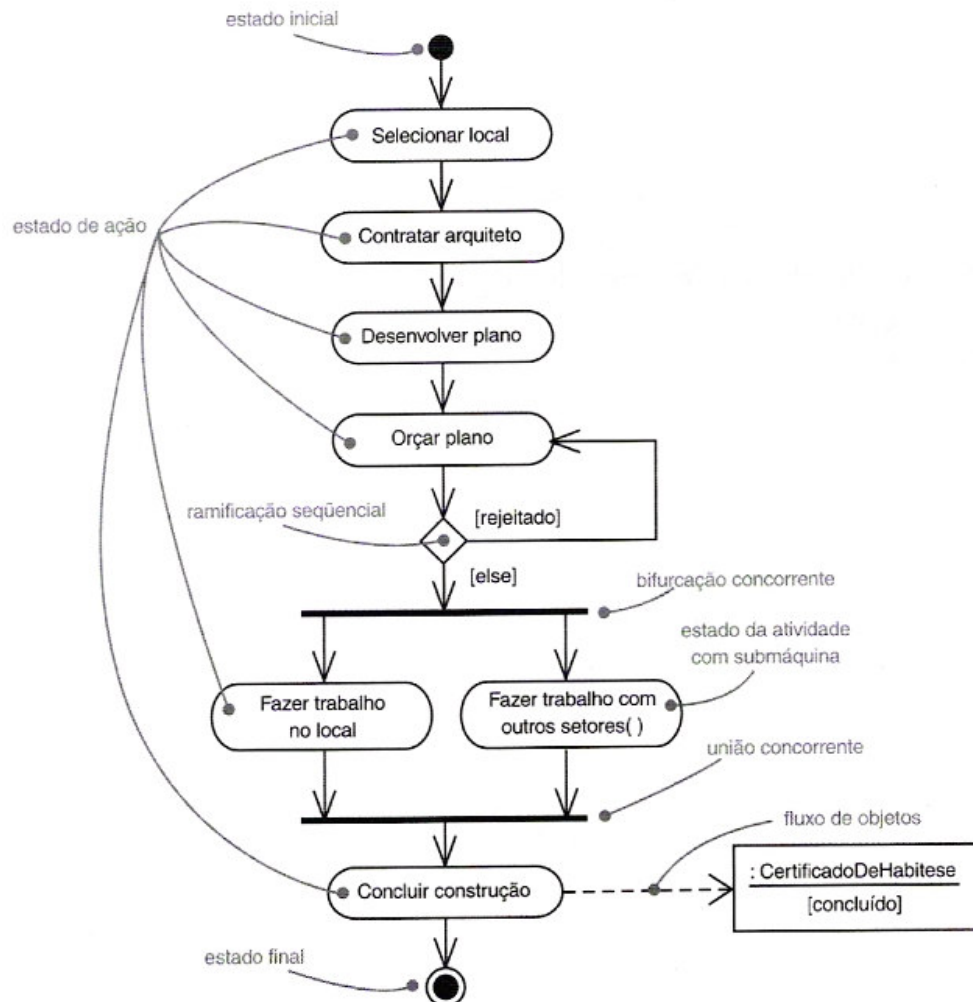 estado inicial
Selecionar local
estado de ação
Contratar arquiteto
Desenvolver plano
Orçar plano
ramificação seqüencial
[rejeitado]
[else]
bifurcação concorrente
estado da atividade
com submáquina
Fazer trabalho
no local
Fazer trabalho com
outros setores( )
união concorrente
fluxo de objetos
: CertificadoDeHabitese
[concluído]
Concluir construção
estado final